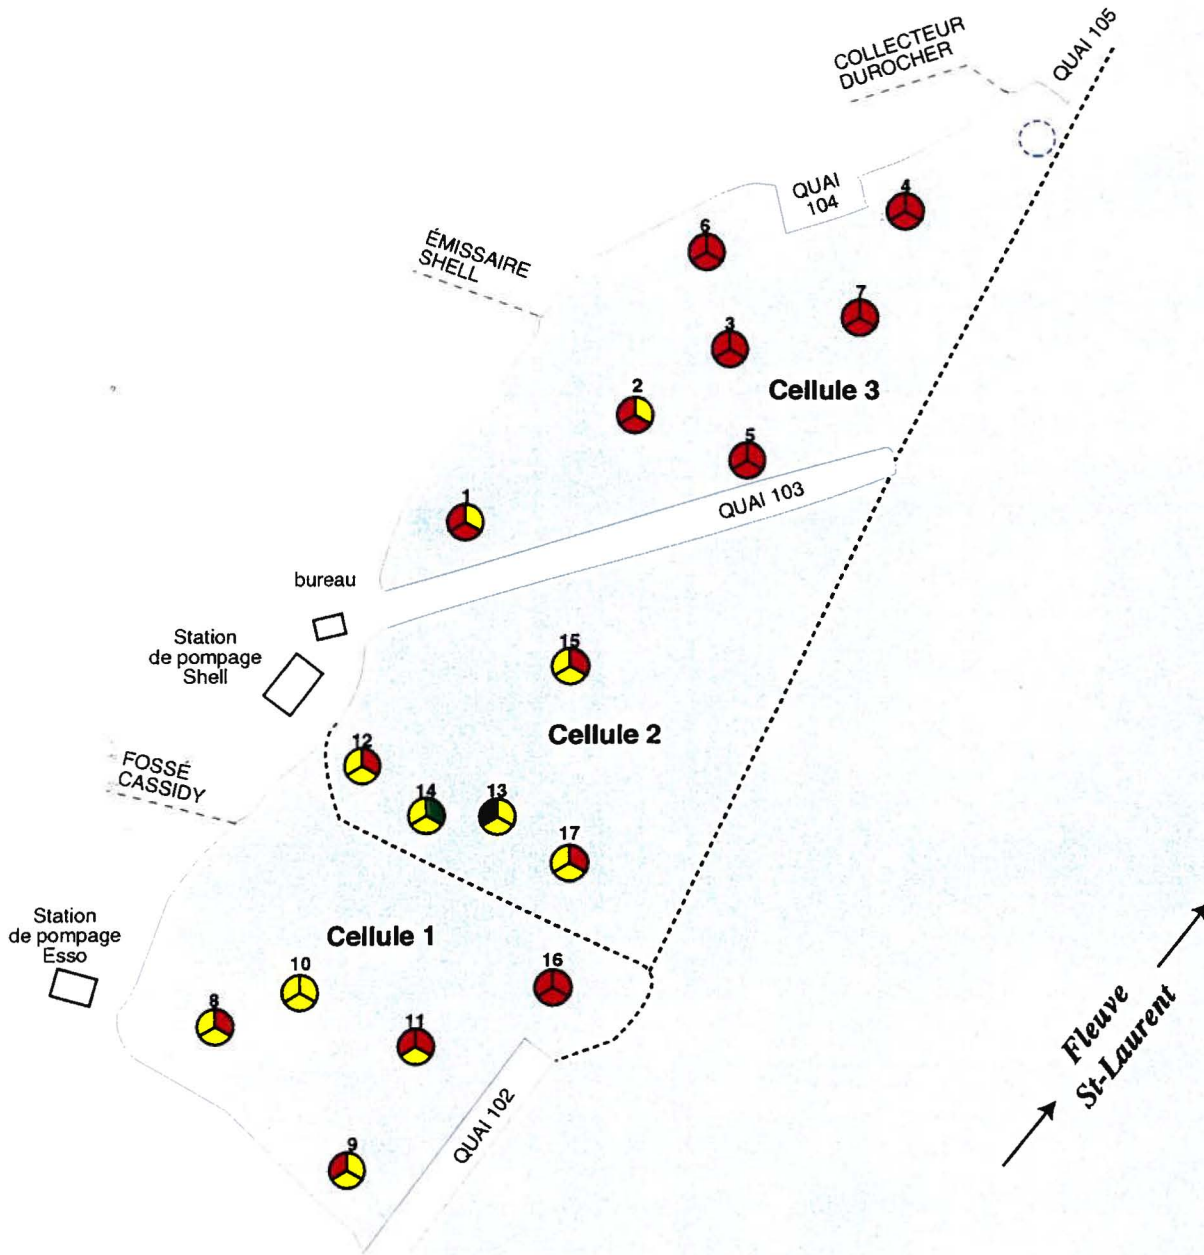 COLLECTEUR
DUROCHER
QUAI 105
QUAI
104
4
6
ÉMISSAIRE
SHELL
7
3
2
Cellule 3
5
QUAI 103
1
bureau
Station
de pompage
Shell
15
Cellule 2
12
FOSSÉ
CASSIDY
14
13
17
Station
de pompage
Esso
Cellule 1
10
16
8
11
QUAI 102
9
Fleuve
St-Laurent